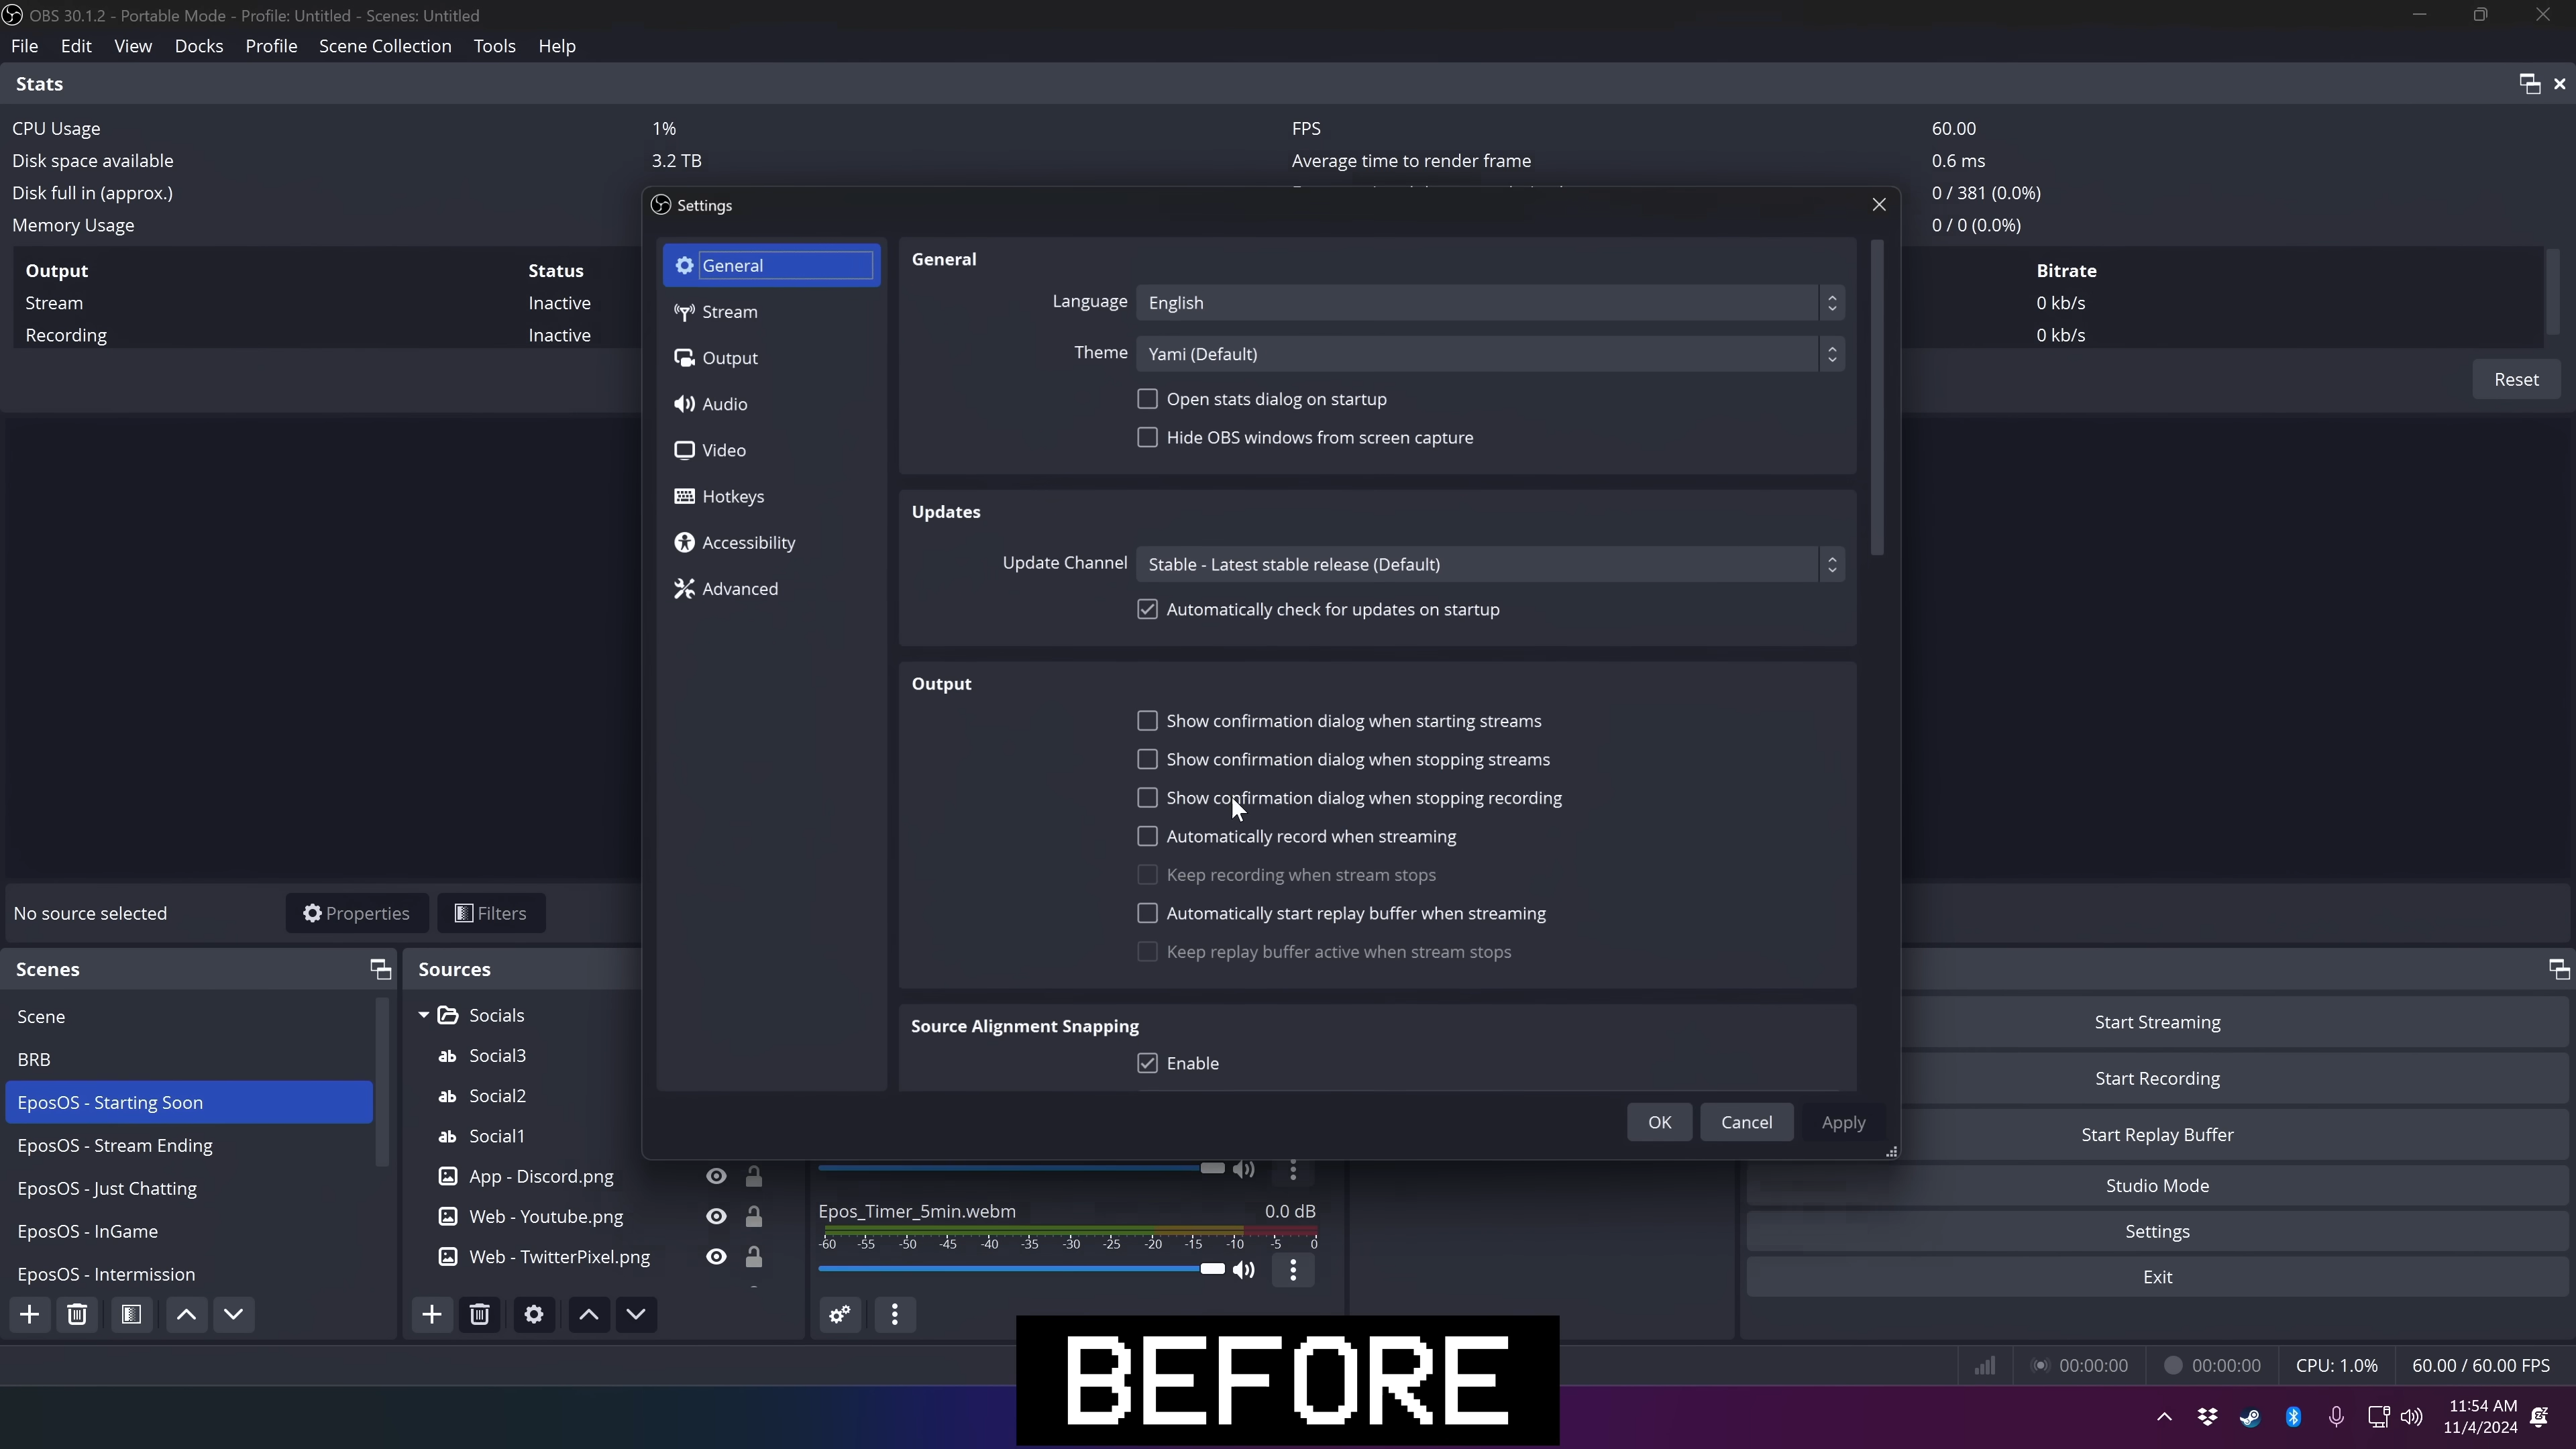 OBS 30.1.2 - Portable Mode - Profile: Untitled - Scenes: Untitled
File Edit View Docks Profile Scene Collection Tools Help
Stats
CPU Usage 1% FPS 60.00
Disk space available 3.2 TB Average time to render frame 0.6 ms
Disk full in (approx.) 0 / 381 (0.0%)
Memory Usage 0 / 0 (0.0%)
Output Status Bitrate
Stream Inactive 0 kb/s
Recording Inactive 0 kb/s
Reset
Settings
General
Stream
Output
Audio
Video
Hotkeys
Accessibility
Advanced
General
Language English
Theme Yami (Default)
Open stats dialog on startup
Hide OBS windows from screen capture
Updates
Update Channel Stable - Latest stable release (Default)
Automatically check for updates on startup
Output
Show confirmation dialog when starting streams
Show confirmation dialog when stopping streams
Show confirmation dialog when stopping recording
Automatically record when streaming
Keep recording when stream stops
Automatically start replay buffer when streaming
Keep replay buffer active when stream stops
Source Alignment Snapping
Enable
OK Cancel Apply
No source selected Properties Filters
Scenes
Scene
BRB
EposOS - Starting Soon
EposOS - Stream Ending
EposOS - Just Chatting
EposOS - InGame
EposOS - Intermission
Sources
Socials
ab Social3
ab Social2
ab Social1
App - Discord.png
Web - Youtube.png
Web - TwitterPixel.png
Epos_Timer_5min.webm 0.0 dB
-60 -55 -50 -45 -40 -35 -30 -25 -20 -15 -10 -5 0
Start Streaming
Start Recording
Start Replay Buffer
Studio Mode
Settings
Exit
00:00:00 00:00:00 CPU: 1.0% 60.00 / 60.00 FPS
BEFORE
11:54 AM
11/4/2024